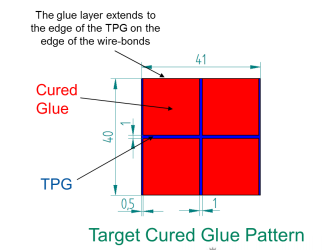 The glue layer extends to
the edge of the TPG on the
edge of the wire-bonds
41
Cured
Glue
1
40
TPG
0,5
1
Target Cured Glue Pattern